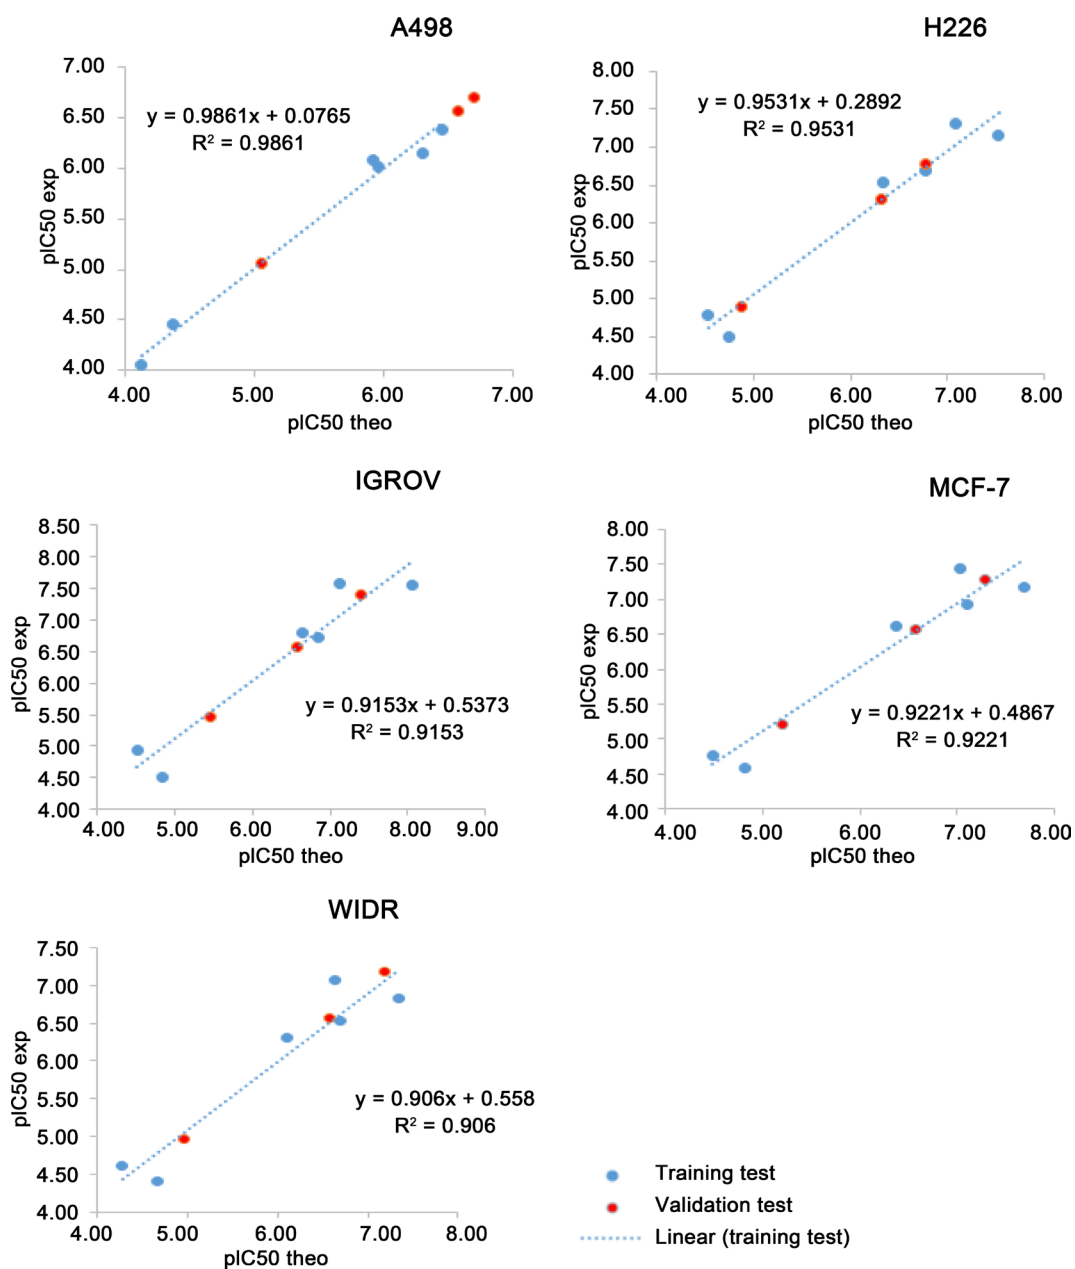 A498
7.00
6.50
6.00
5.50
5.00
4.50
4.00
pIC50 exp
y = 0.9861x + 0.0765
R² = 0.9861
4.00 5.00 6.00 7.00
pIC50 theo
H226
8.00
7.50
7.00
6.50
6.00
5.50
5.00
4.50
4.00
pIC50 exp
y = 0.9531x + 0.2892
R² = 0.9531
4.00 5.00 6.00 7.00 8.00
pIC50 theo
IGROV
8.50
8.00
7.50
7.00
6.50
6.00
5.50
5.00
4.50
4.00
pIC50 exp
y = 0.9153x + 0.5373
R² = 0.9153
4.00 5.00 6.00 7.00 8.00 9.00
pIC50 theo
MCF-7
8.00
7.50
7.00
6.50
6.00
5.50
5.00
4.50
4.00
pIC50 exp
y = 0.9221x + 0.4867
R² = 0.9221
4.00 5.00 6.00 7.00 8.00
pIC50 theo
WIDR
7.50
7.00
6.50
6.00
5.50
5.00
4.50
4.00
pIC50 exp
y = 0.906x + 0.558
R² = 0.906
4.00 5.00 6.00 7.00 8.00
pIC50 theo
Training test
Validation test
Linear (training test)